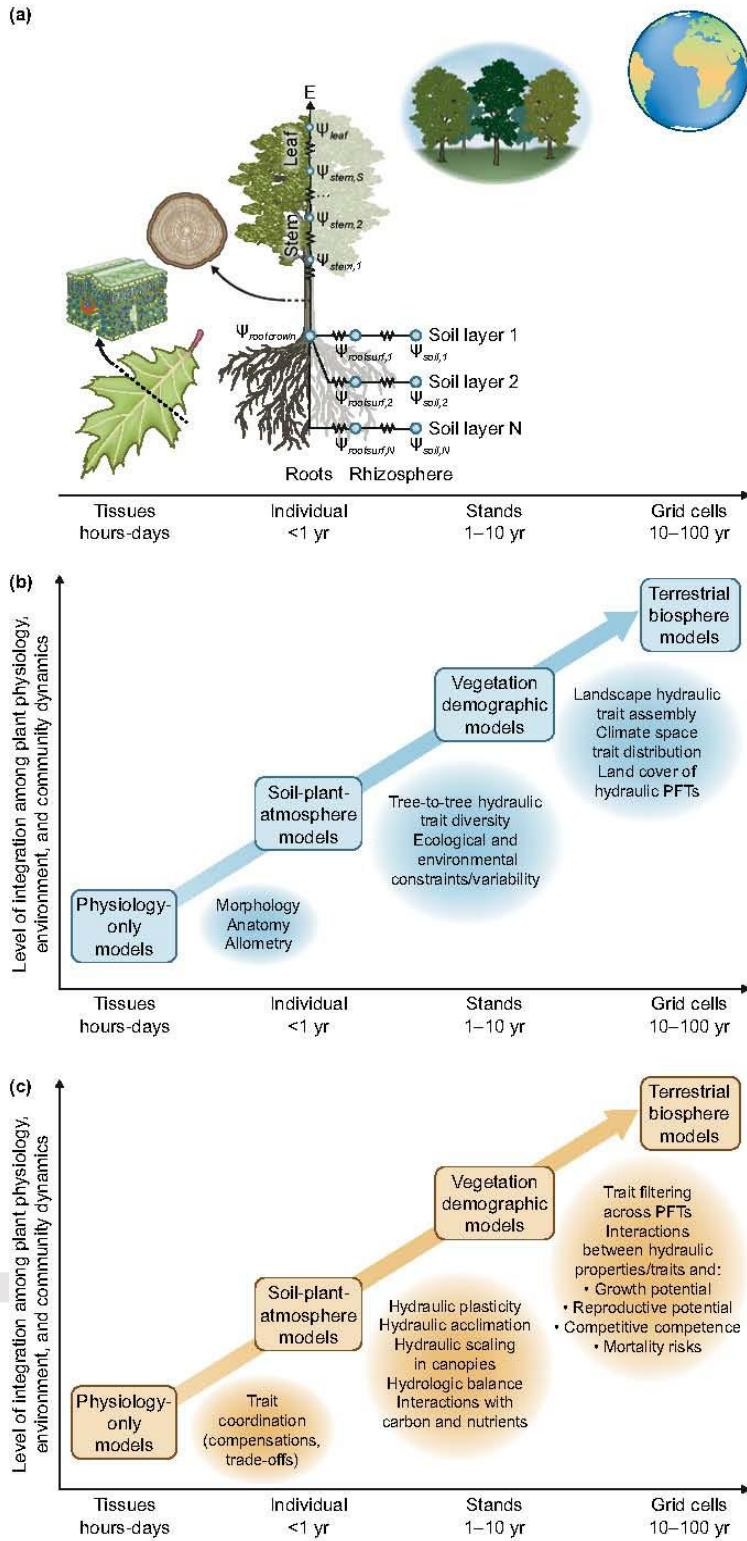 (a)
E
Leaf
Stem
Ψleaf
Ψstem,S
...
Ψstem,2
Ψstem,1
Ψrootcrown
Soil layer 1
Ψrootsurf,1
Ψsoil,1
Soil layer 2
Ψrootsurf,2
Ψsoil,2
Soil layer N
Ψrootsurf,N
Ψsoil,N
Roots
Rhizosphere
Tissues
hours-days
Individual
<1 yr
Stands
1–10 yr
Grid cells
10–100 yr
(b)
Level of integration among plant physiology,
environment, and community dynamics
Terrestrial
biosphere
models
Vegetation
demographic
models
Landscape hydraulic
trait assembly
Climate space
trait distribution
Land cover of
hydraulic PFTs
Soil-plant-
atmosphere
models
Tree-to-tree hydraulic
trait diversity
Ecological and
environmental
constraints/variability
Physiology-
only
models
Morphology
Anatomy
Allometry
Tissues
hours-days
Individual
<1 yr
Stands
1–10 yr
Grid cells
10–100 yr
(c)
Level of integration among plant physiology,
environment, and community dynamics
Terrestrial
biosphere
models
Vegetation
demographic
models
Trait filtering
across PFTs
Interactions
between hydraulic
properties/traits and:
• Growth potential
• Reproductive potential
• Competitive competence
• Mortality risks
Soil-plant-
atmosphere
models
Hydraulic plasticity
Hydraulic acclimation
Hydraulic scaling
in canopies
Hydrologic balance
Interactions with
carbon and nutrients
Physiology-
only
models
Trait
coordination
(compensations,
trade-offs)
Tissues
hours-days
Individual
<1 yr
Stands
1–10 yr
Grid cells
10–100 yr